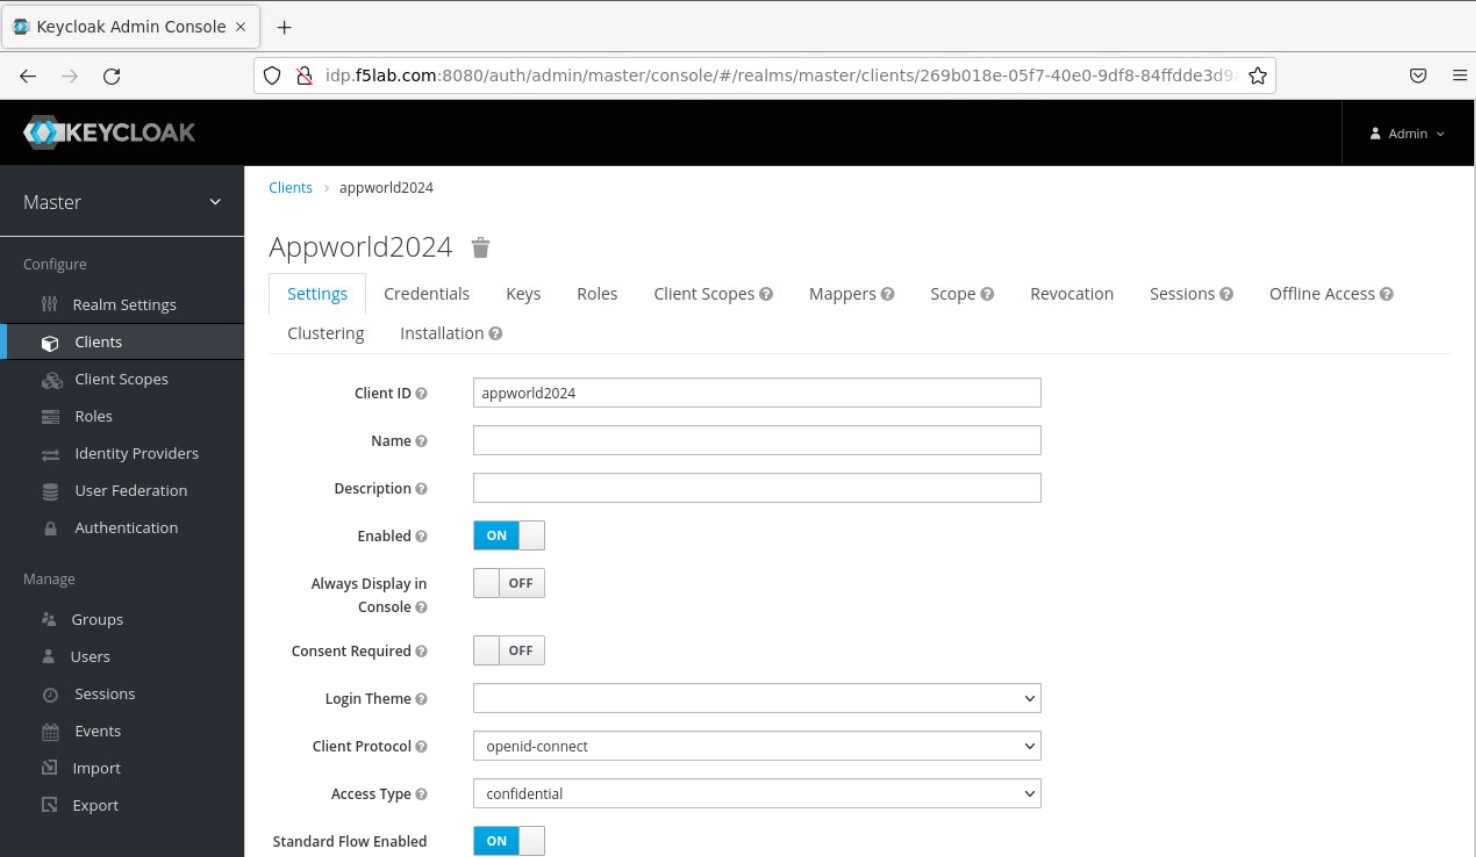 Keycloak Admin Console
idp.f5lab.com:8080/auth/admin/master/console/#/realms/master/clients/269b018e-05f7-40e0-9df8-84ffdde3d9a
KEYCLOAK
Admin
Master
Configure
Realm Settings
Clients
Client Scopes
Roles
Identity Providers
User Federation
Authentication
Manage
Groups
Users
Sessions
Events
Import
Export
Clients > appworld2024
Appworld2024
Settings Credentials Keys Roles Client Scopes Mappers Scope Revocation Sessions Offline Access
Clustering Installation
Client ID appworld2024
Name
Description
Enabled ON
Always Display in
Console OFF
Consent Required OFF
Login Theme
Client Protocol openid-connect
Access Type confidential
Standard Flow Enabled ON